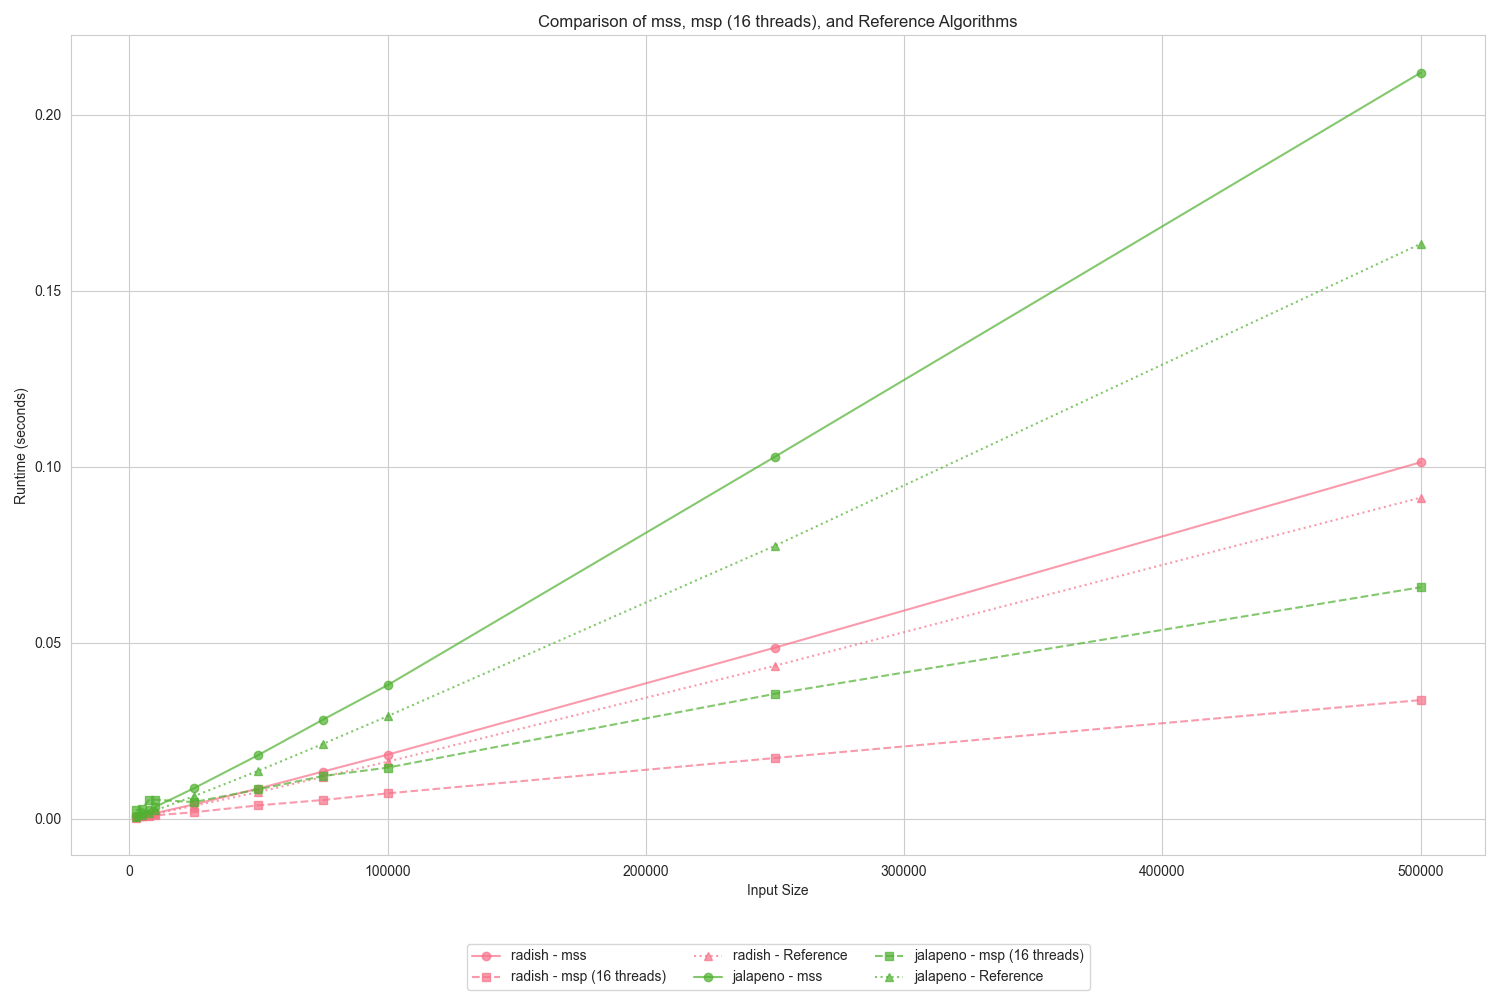 Comparison of mss, msp (16 threads), and Reference Algorithms
0.20
0.15
0.10
0.05
0.00
Runtime (seconds)
0 100000 200000 300000 400000 500000
Input Size
radish - mss radish - Reference jalapeno - msp (16 threads)
radish - msp (16 threads) jalapeno - mss jalapeno - Reference